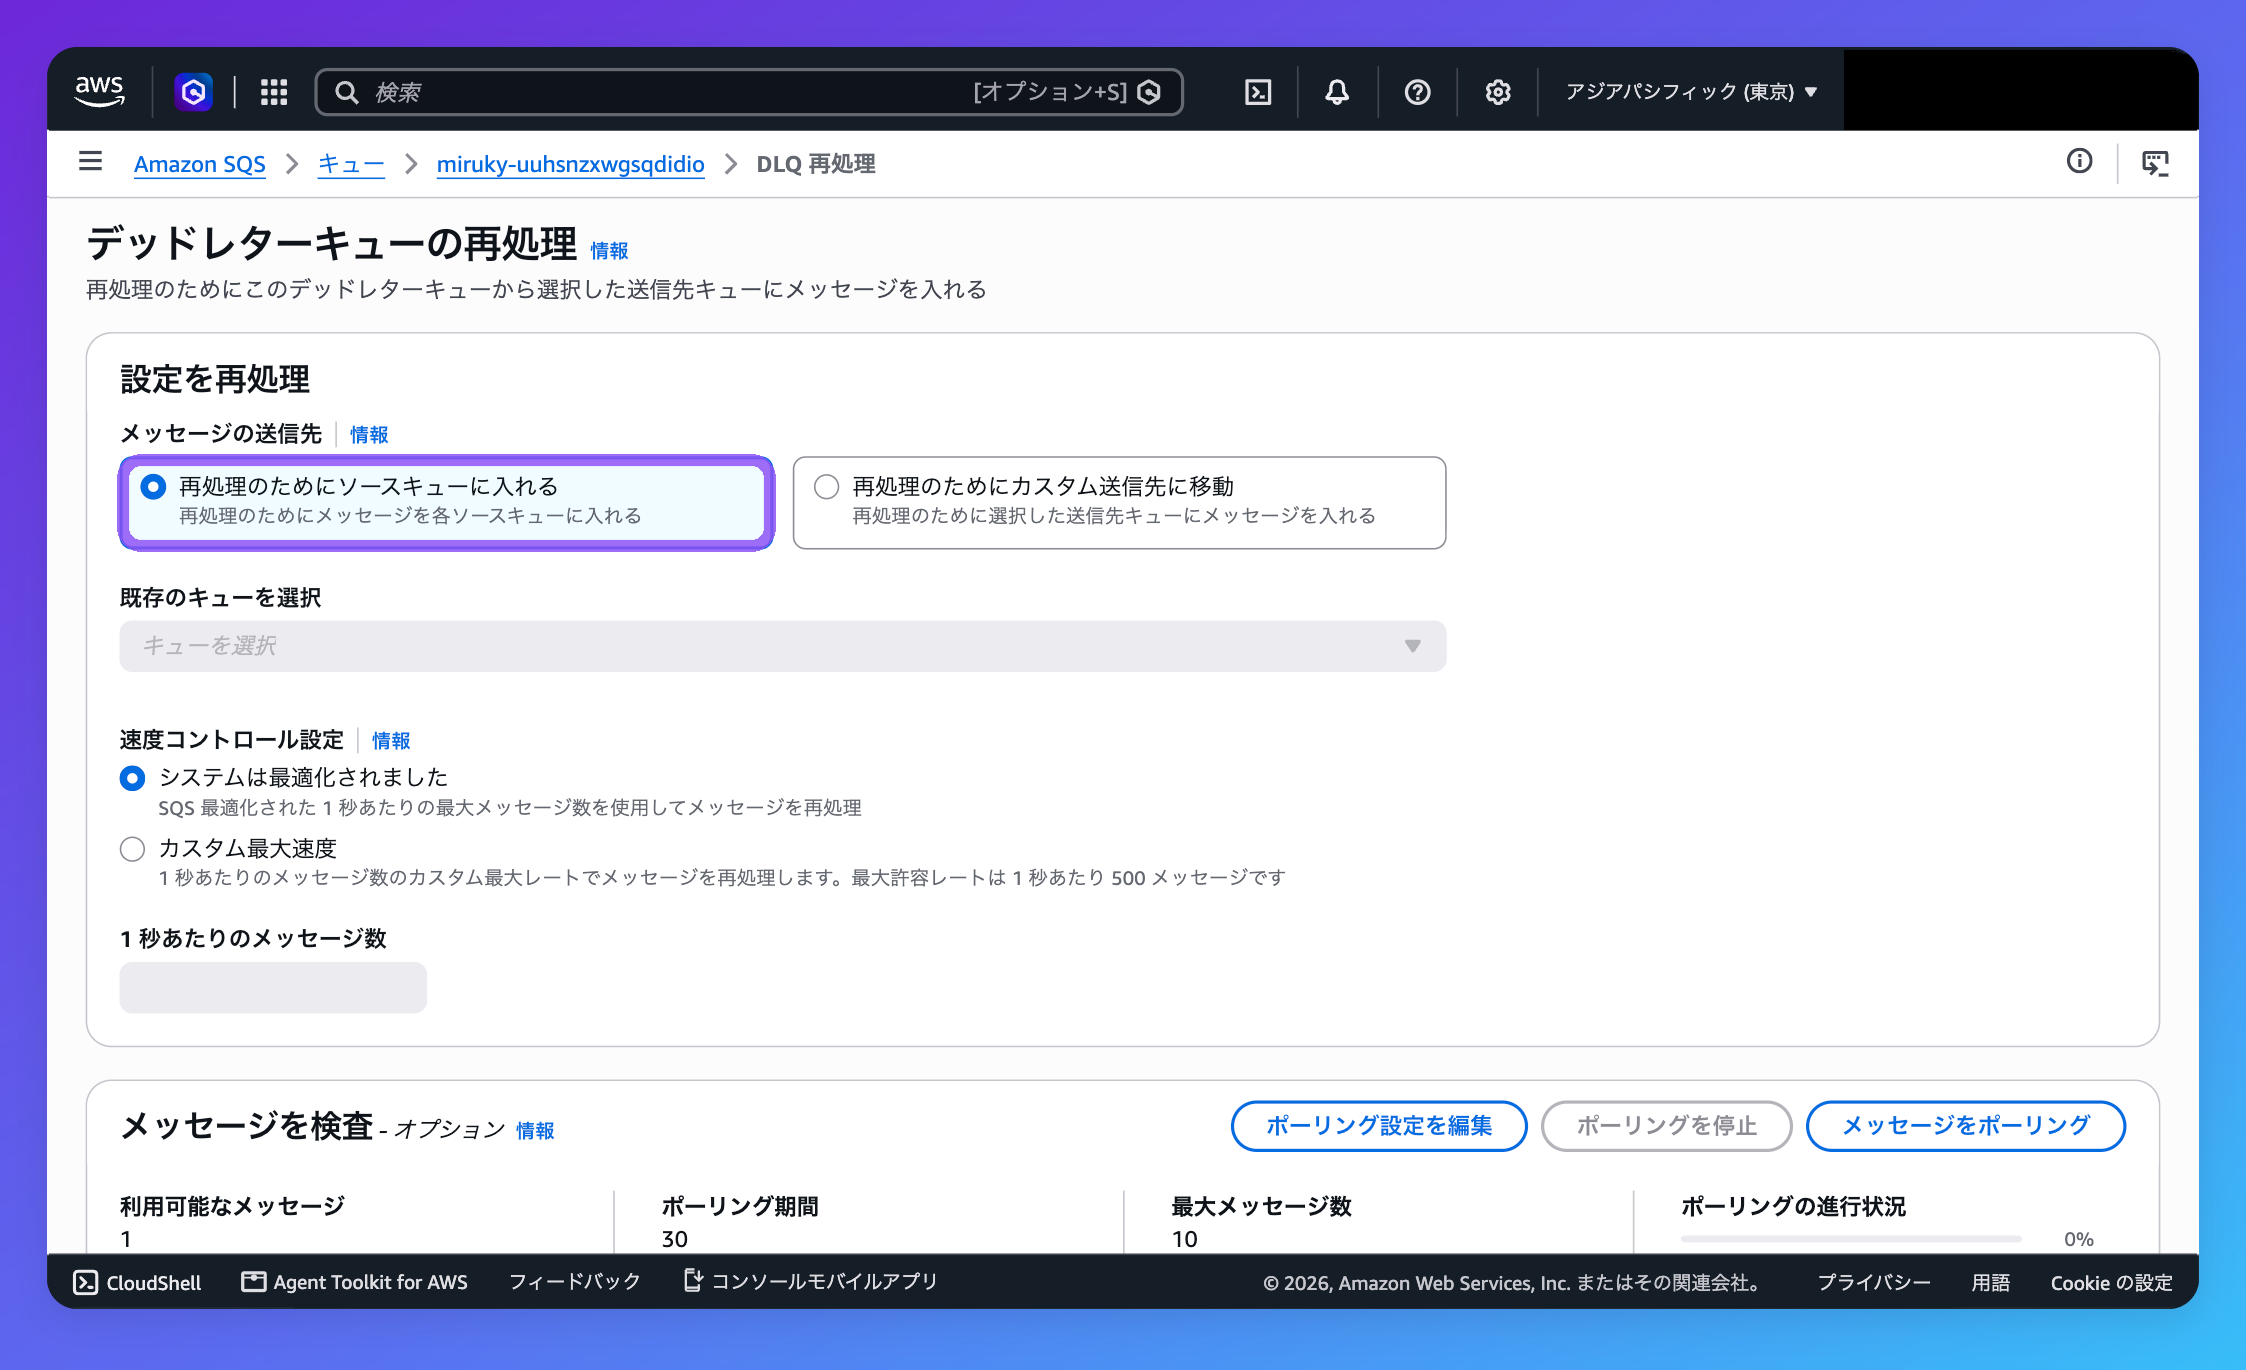 aws
検索 [オプション+S]
アジアパシフィック (東京) ▼
Amazon SQS > キュー > miruky-uuhsnzxwgsqdidio > DLQ 再処理
デッドレターキューの再処理 情報
再処理のためにこのデッドレターキューから選択した送信先キューにメッセージを入れる
設定を再処理
メッセージの送信先 情報
再処理のためにソースキューに入れる
再処理のためにメッセージを各ソースキューに入れる
再処理のためにカスタム送信先に移動
再処理のために選択した送信先キューにメッセージを入れる
既存のキューを選択
キューを選択
速度コントロール設定 情報
システムは最適化されました
SQS 最適化された 1 秒あたりの最大メッセージ数を使用してメッセージを再処理
カスタム最大速度
1 秒あたりのメッセージ数のカスタム最大レートでメッセージを再処理します。最大許容レートは 1 秒あたり 500 メッセージです
1 秒あたりのメッセージ数
メッセージを検査 - オプション 情報
ポーリング設定を編集
ポーリングを停止
メッセージをポーリング
利用可能なメッセージ
1
ポーリング期間
30
最大メッセージ数
10
ポーリングの進行状況
0%
CloudShell
Agent Toolkit for AWS
フィードバック
コンソールモバイルアプリ
© 2026, Amazon Web Services, Inc. またはその関連会社。
プライバシー
用語
Cookie の設定